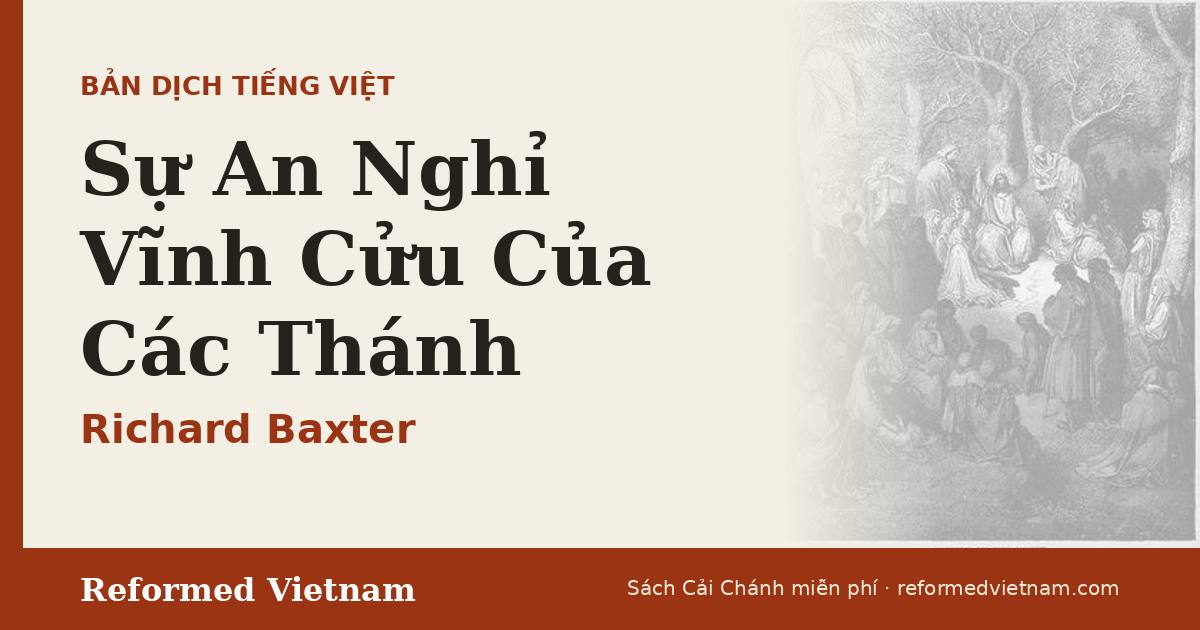 BẢN DỊCH TIẾNG VIỆT
Sự An Nghỉ
Vĩnh Cửu Của
Các Thánh
Richard Baxter
Reformed Vietnam
Sách Cải Chánh miễn phí · reformedvietnam.com